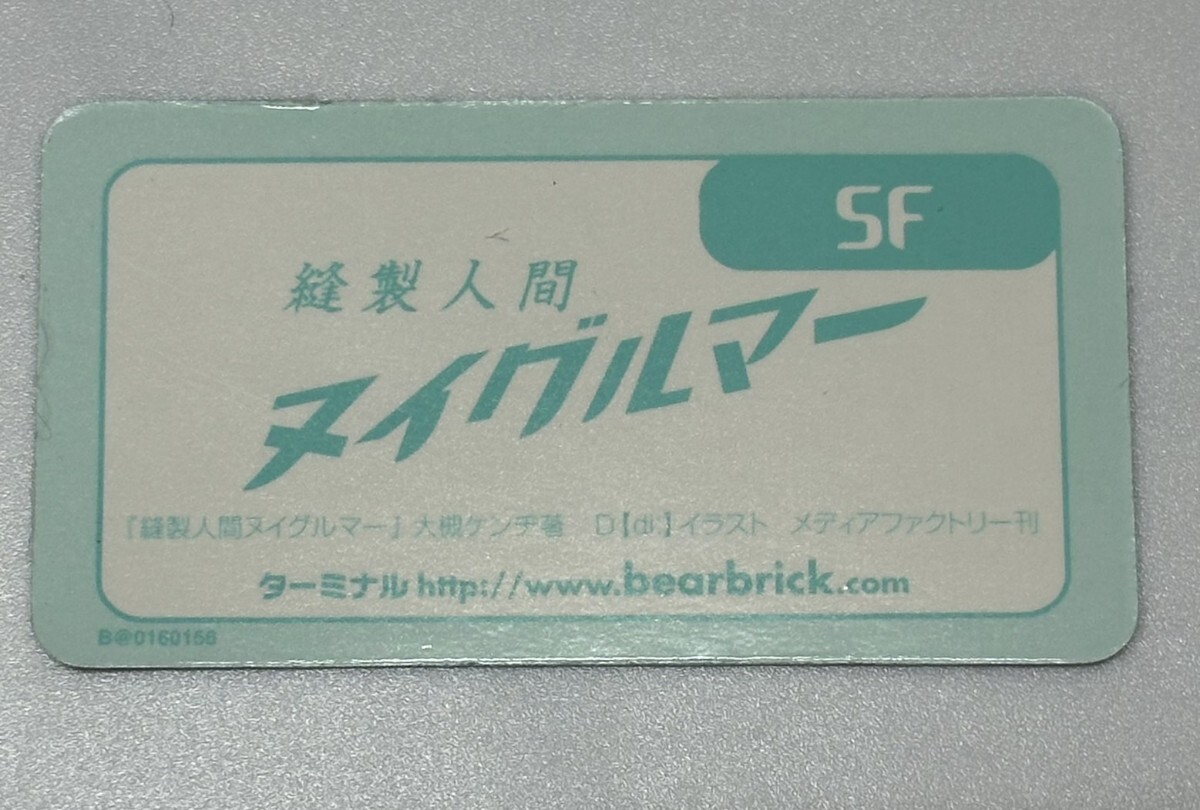 SF
縫製人間
ヌイグルマー
『縫製人間ヌイグルマー』大槻ケンヂ著 D[di:]イラスト メディアファクトリー刊
ターミナル http://www.bearbrick.com
B@0160156